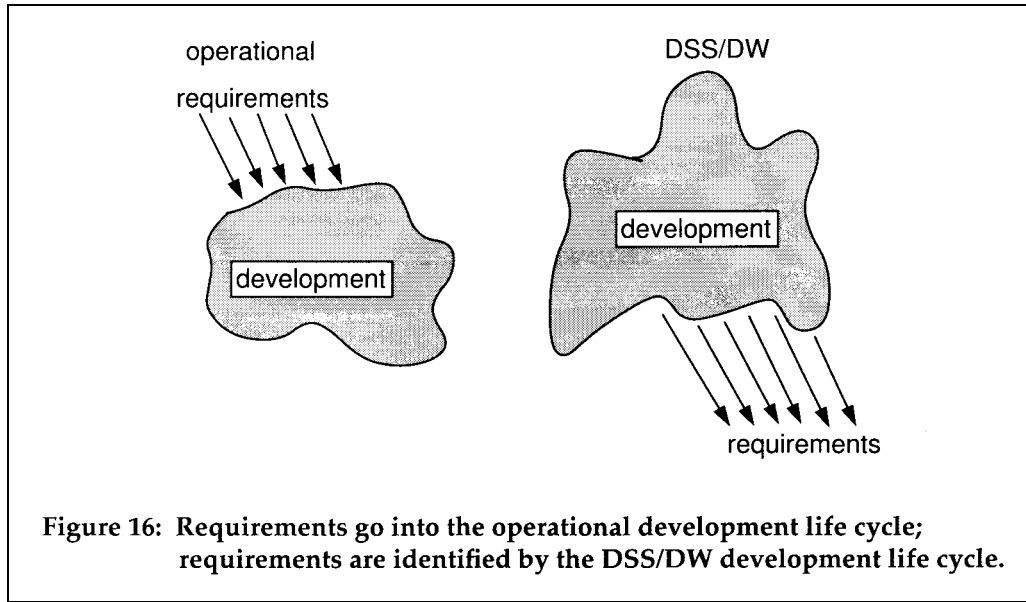 operational
requirements
development
DSS/DW
development
requirements
Figure 16: Requirements go into the operational development life cycle;
requirements are identified by the DSS/DW development life cycle.